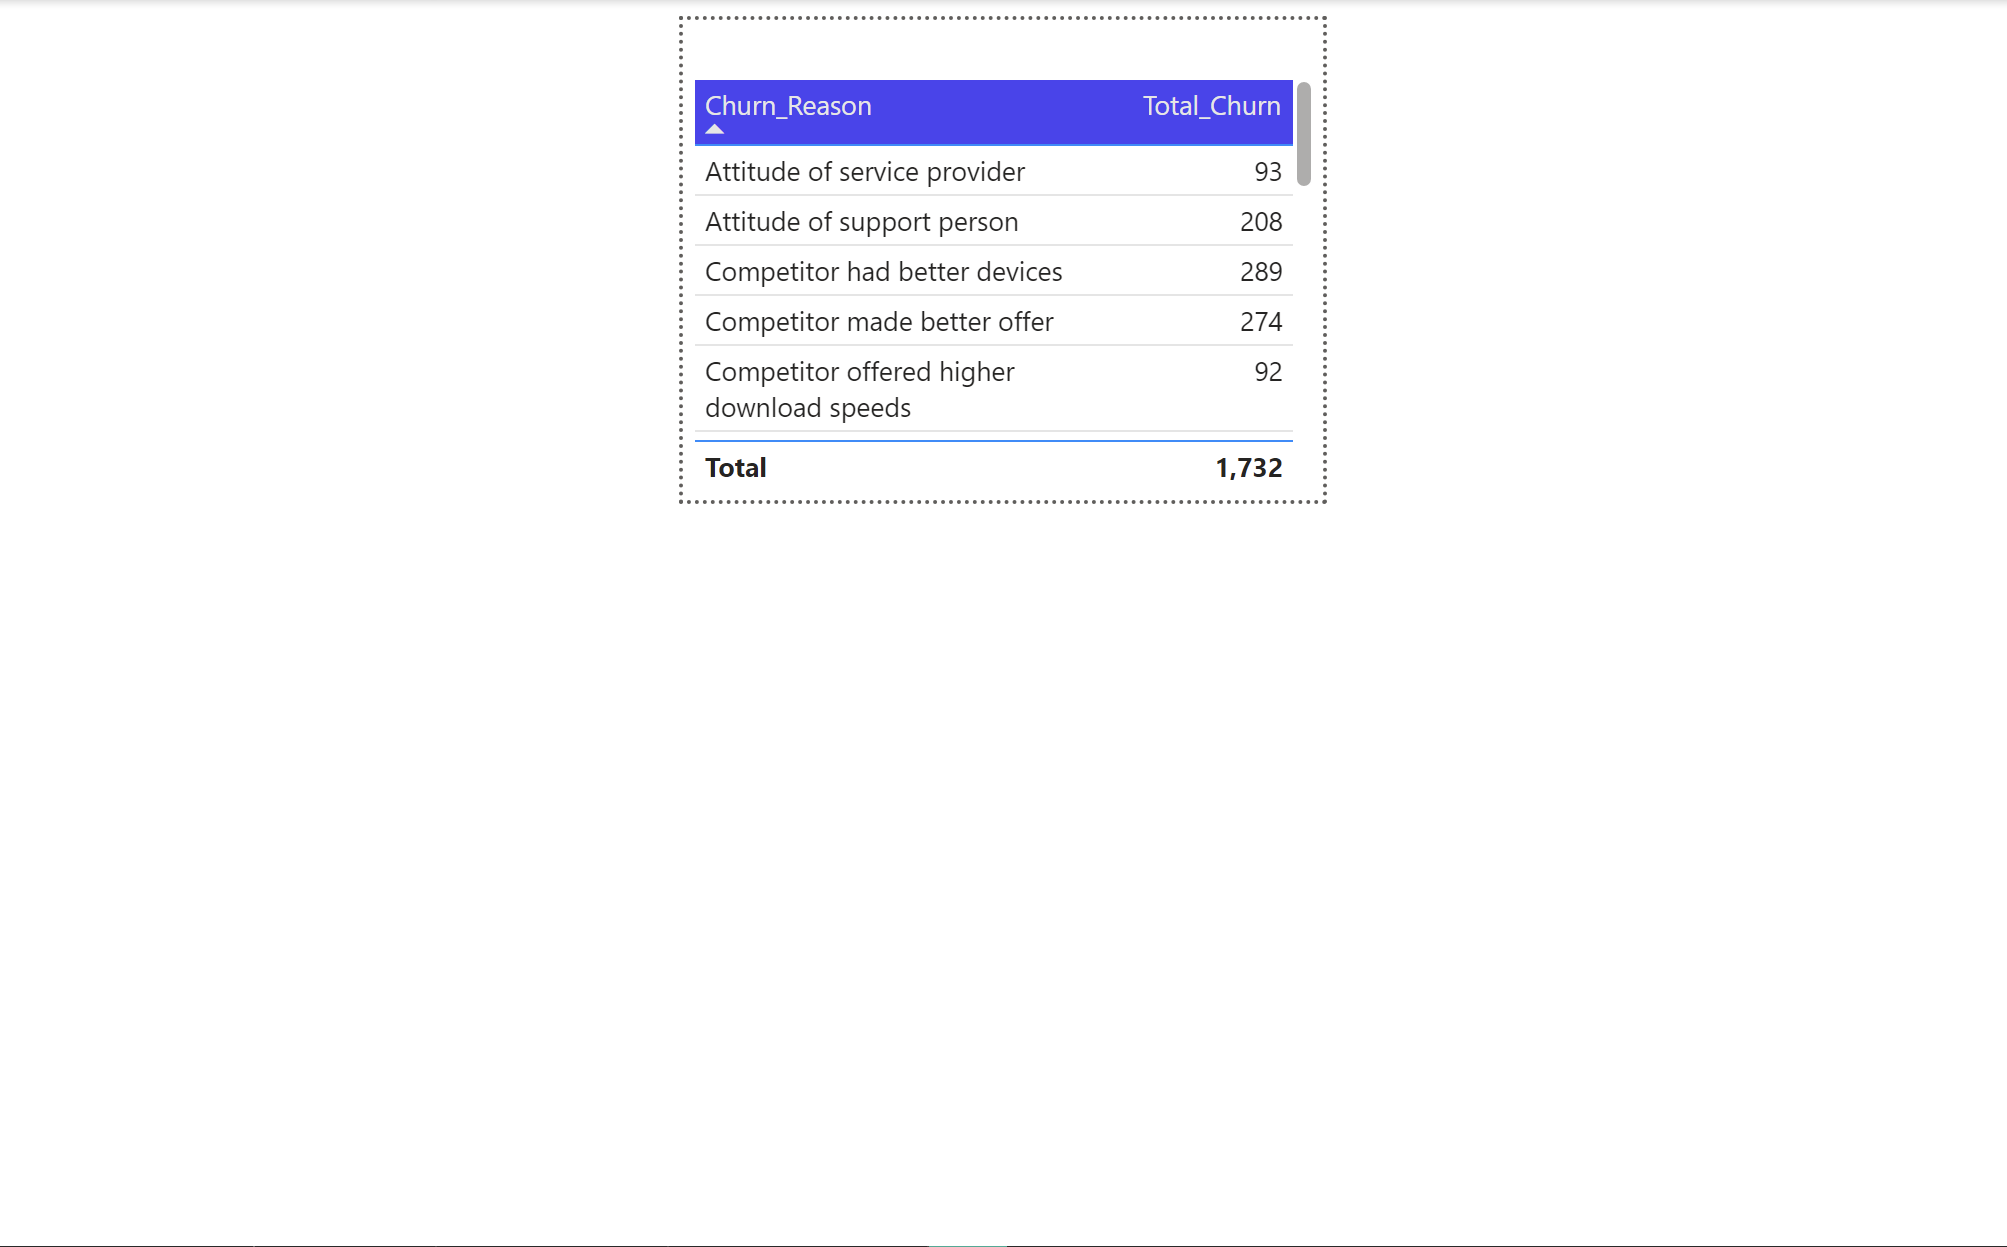 Churn_Reason Total_Churn
Attitude of service provider 93
Attitude of support person 208
Competitor had better devices 289
Competitor made better offer 274
Competitor offered higher 92
download speeds
Total 1,732